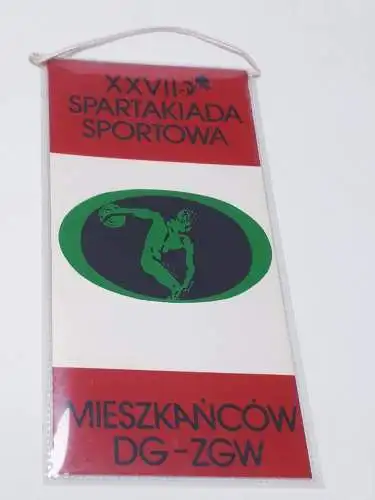 XXVII
SPARTAKIADA
SPORTOWA
MIESZKAŃCÓW
DG-ZGW